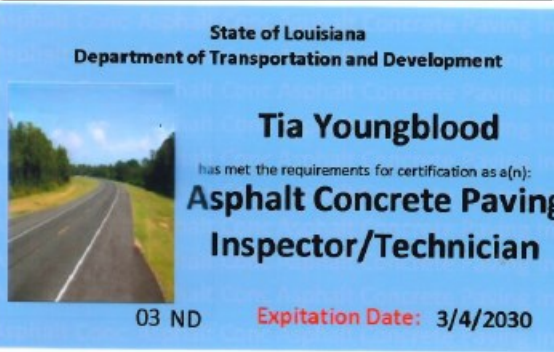 State of Louisiana
Department of Transportation and Development
Tia Youngblood
has met the requirements for certification as a(n):
Asphalt Concrete Paving
Inspector/Technician
03 ND
Expitation Date: 3/4/2030